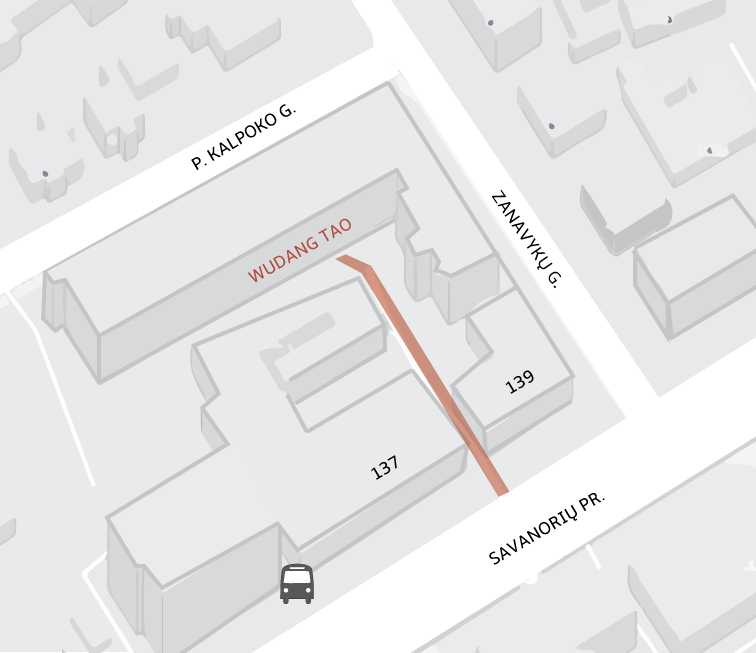 P. KALPOKO G.
WUDANG TAO
ZANAVYKŲ G.
139
137
SAVANORIŲ PR.